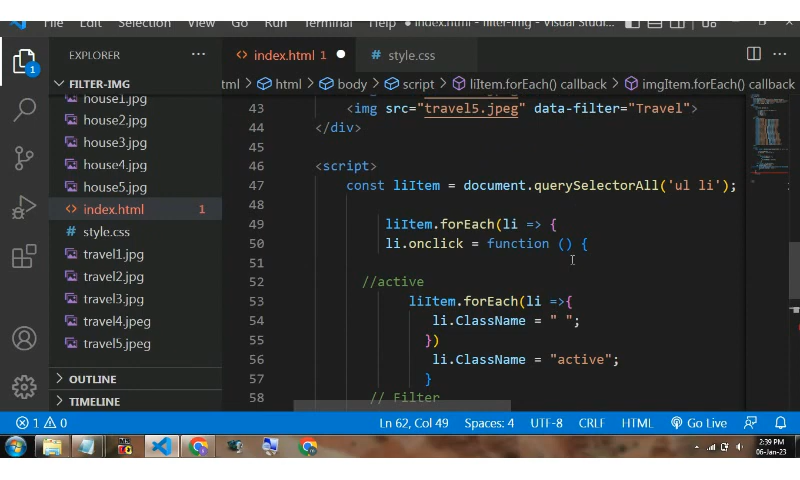 File Edit Selection View Go Run Terminal Help index.html - filter-img - Visual Studi...
EXPLORER ...
index.html 1
# style.css
FILTER-IMG
tml > html > body > script > liItem.forEach() callback > imgItem.forEach() callback
house1.jpg
house2.jpg
house3.jpg
house4.jpg
house5.jpg
<> index.html 1
# style.css
travel1.jpg
travel2.jpg
travel3.jpg
travel4.jpeg
travel5.jpeg
OUTLINE
TIMELINE
43 <img src="travel5.jpeg" data-filter="Travel">
44 </div>
45
46 <script>
47 const liItem = document.querySelectorAll('ul li');
48
49 liItem.forEach(li => {
50 li.onclick = function () {
51
52 //active
53 liItem.forEach(li =>{
54 li.ClassName = " ";
55 })
56 li.ClassName = "active";
57 }
58 // Filter
1 0 Ln 62, Col 49 Spaces: 4 UTF-8 CRLF HTML Go Live
2:39 PM
06-Jan-23